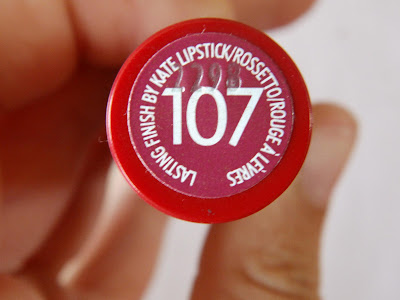 LASTING FINISH BY KATE LIPSTICK/ROSSETTO/ROUGE À LÈVRES
107